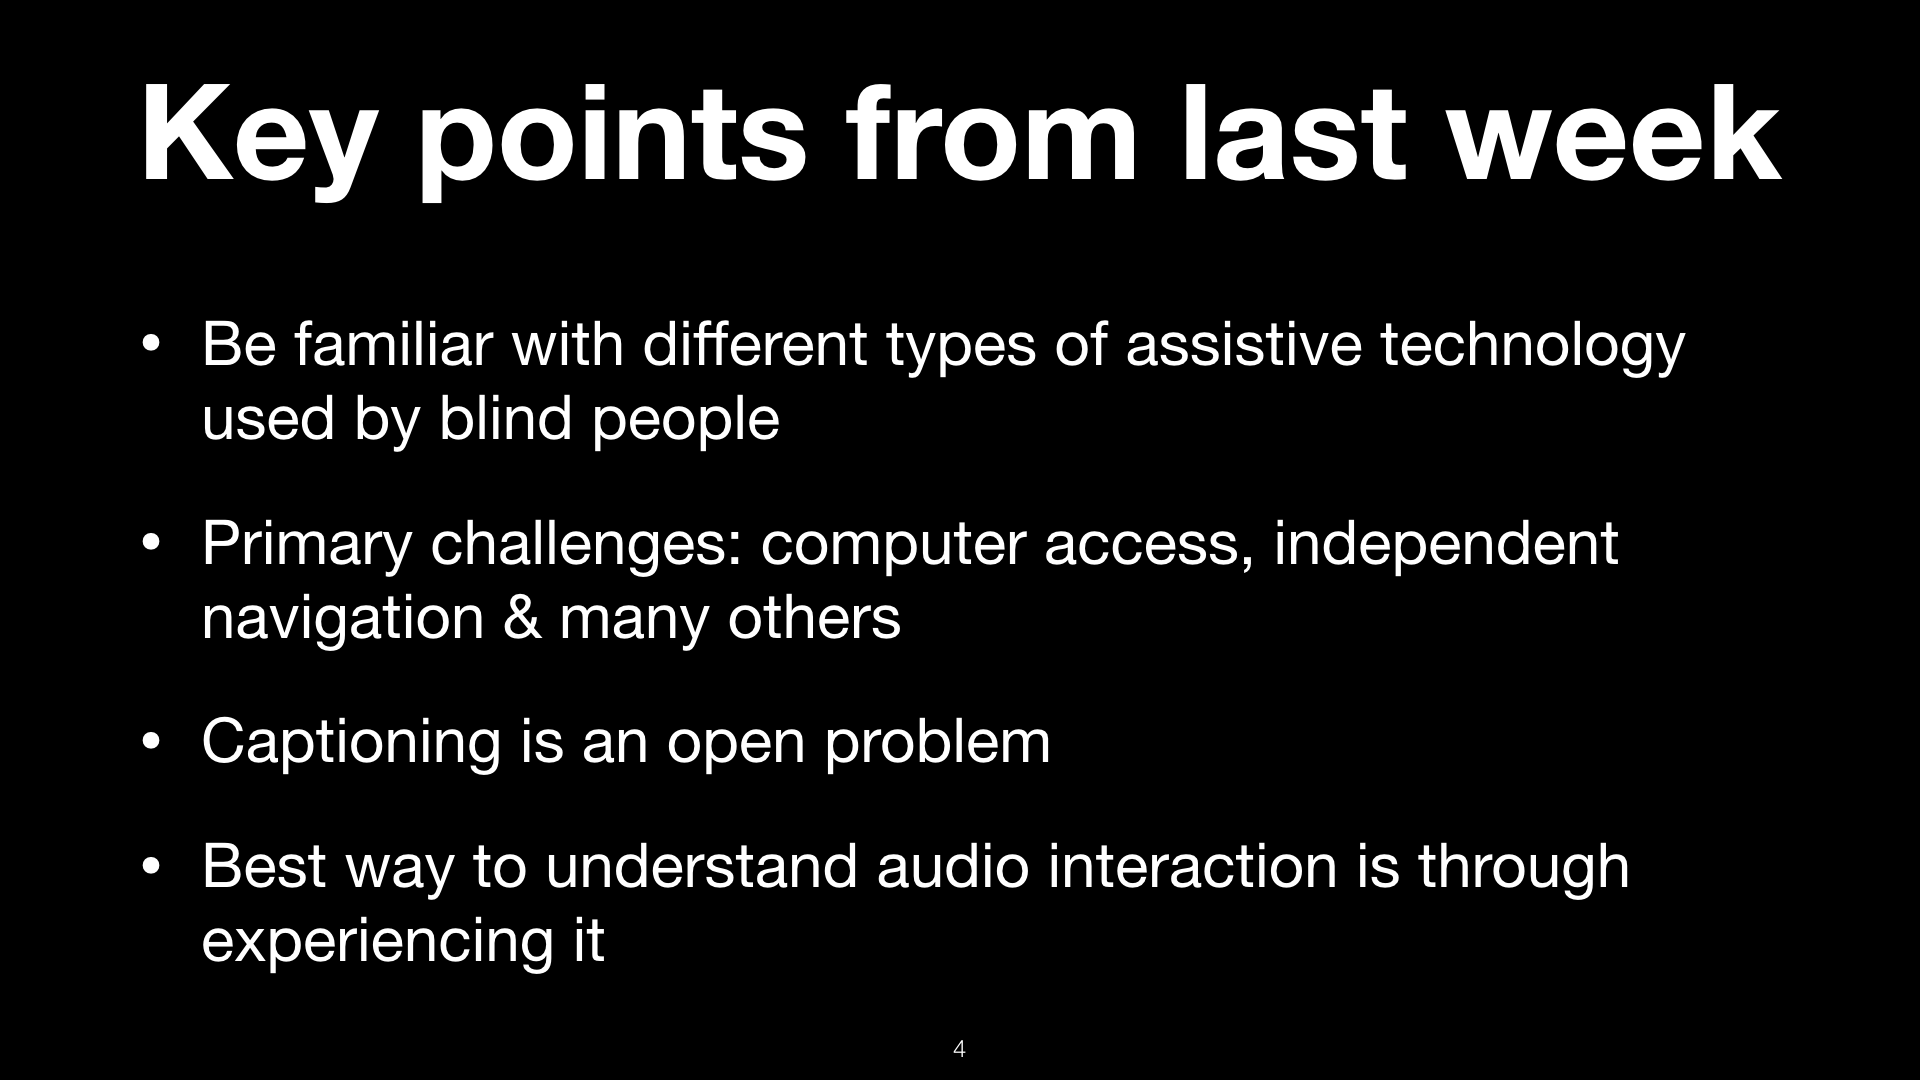 Key points from last week
• Be familiar with different types of assistive technology
used by blind people
• Primary challenges: computer access, independent
navigation & many others
• Captioning is an open problem
• Best way to understand audio interaction is through
experiencing it
4